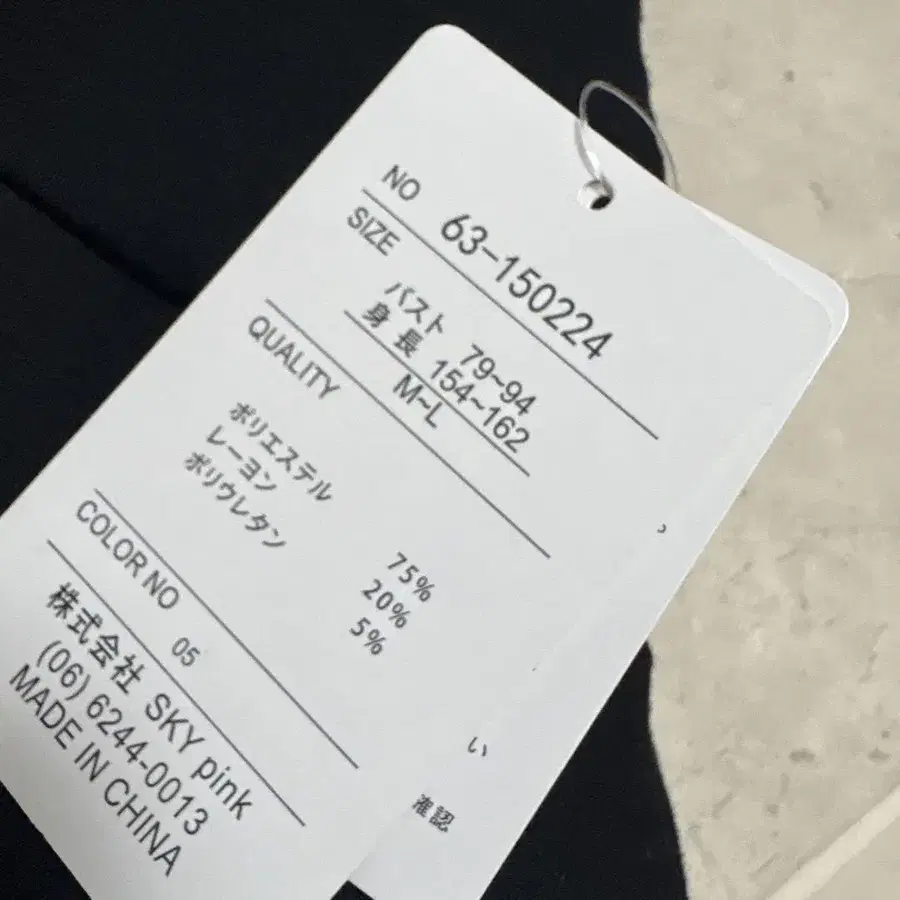 NO 63-150224
SIZE
バスト 79~94
身長 154~162
M~L
QUALITY
ポリエステル 75%
レーヨン 20%
ポリウレタン 5%
COLOR NO 05
株式会社 SKY pink
(06) 6244-0013
MADE IN CHINA
い
確認